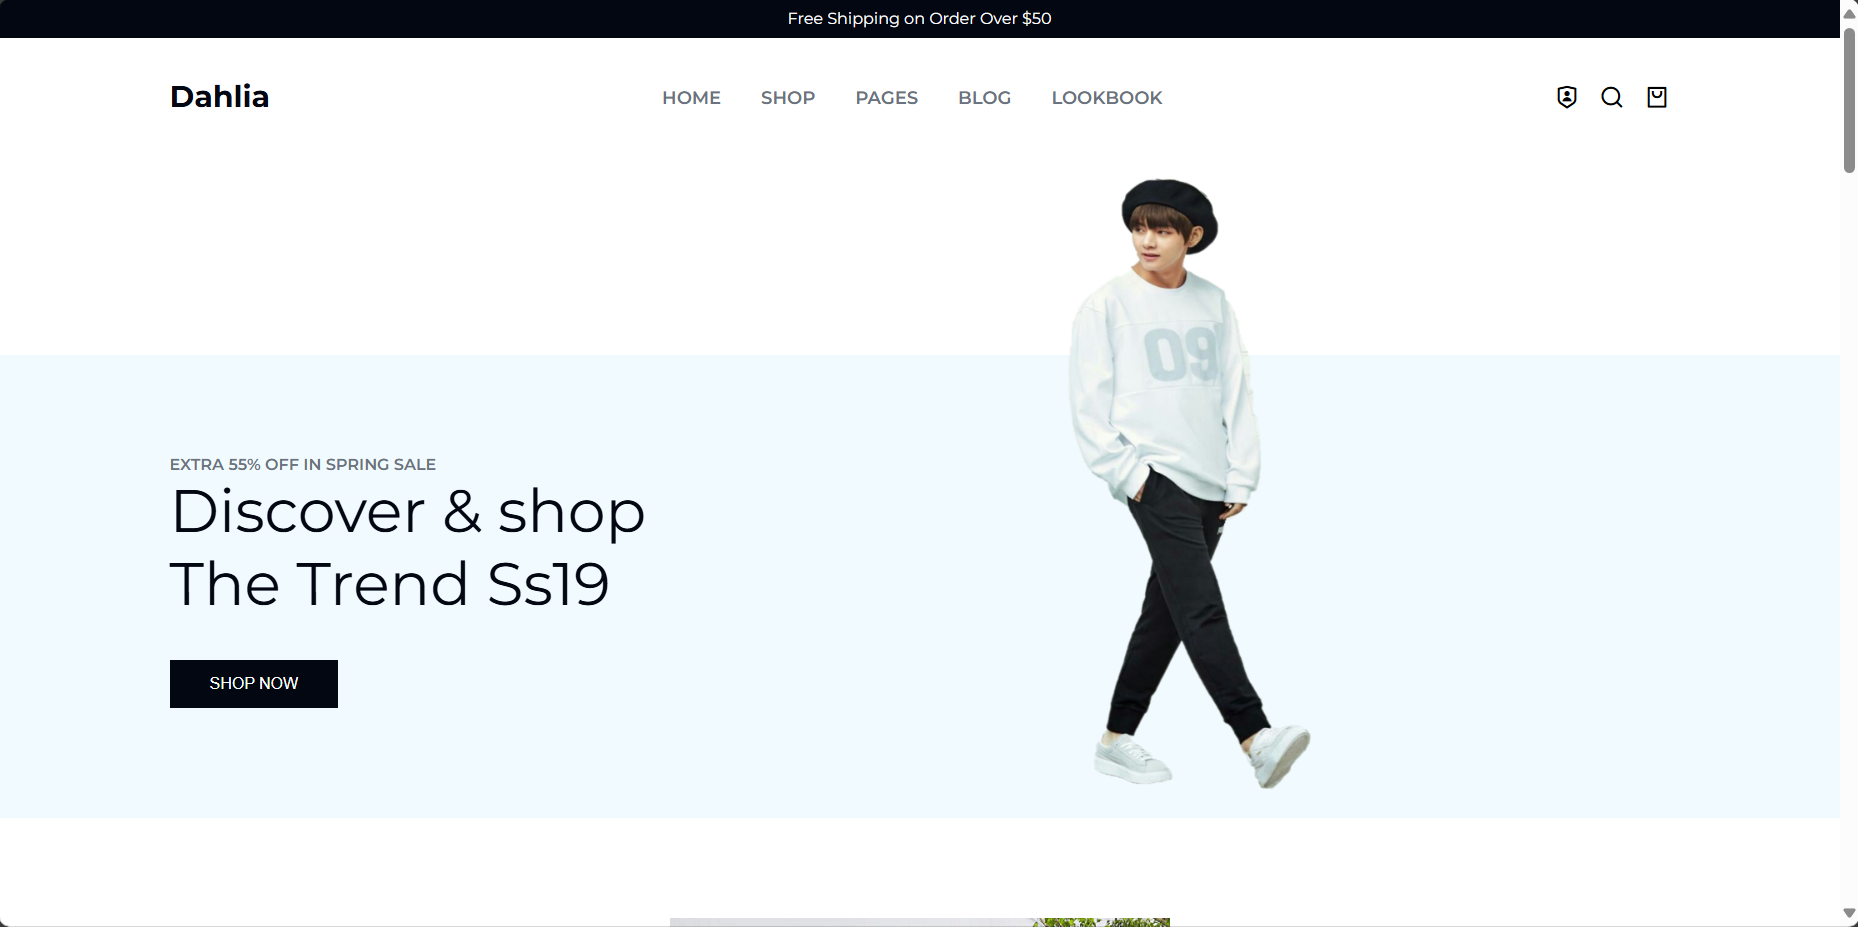 Free Shipping on Order Over $50
Dahlia
HOME SHOP PAGES BLOG LOOKBOOK
09
EXTRA 55% OFF IN SPRING SALE
Discover & shop
The Trend Ss19
SHOP NOW